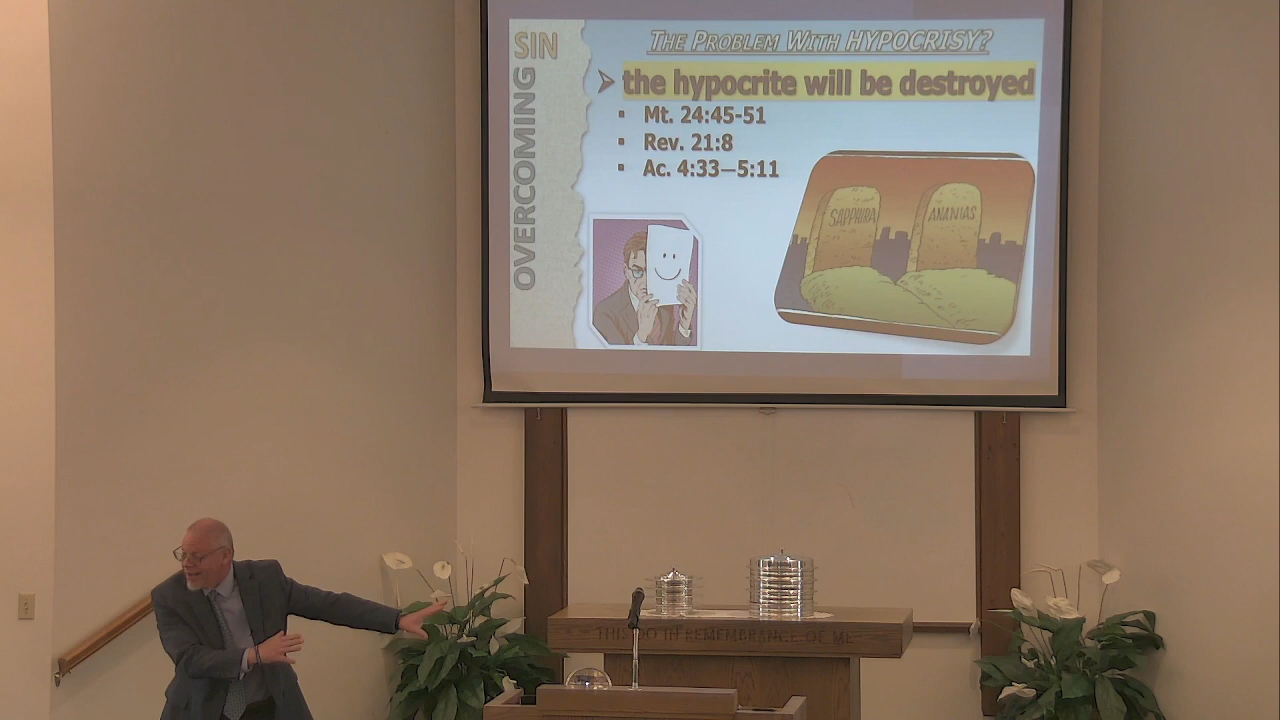 OVERCOMING SIN
THE PROBLEM WITH HYPOCRISY?
➢ the hypocrite will be destroyed
▪ Mt. 24:45-51
▪ Rev. 21:8
▪ Ac. 4:33—5:11
SAPPHIRA
ANANIAS
THIS DO IN REMEMBRANCE OF ME